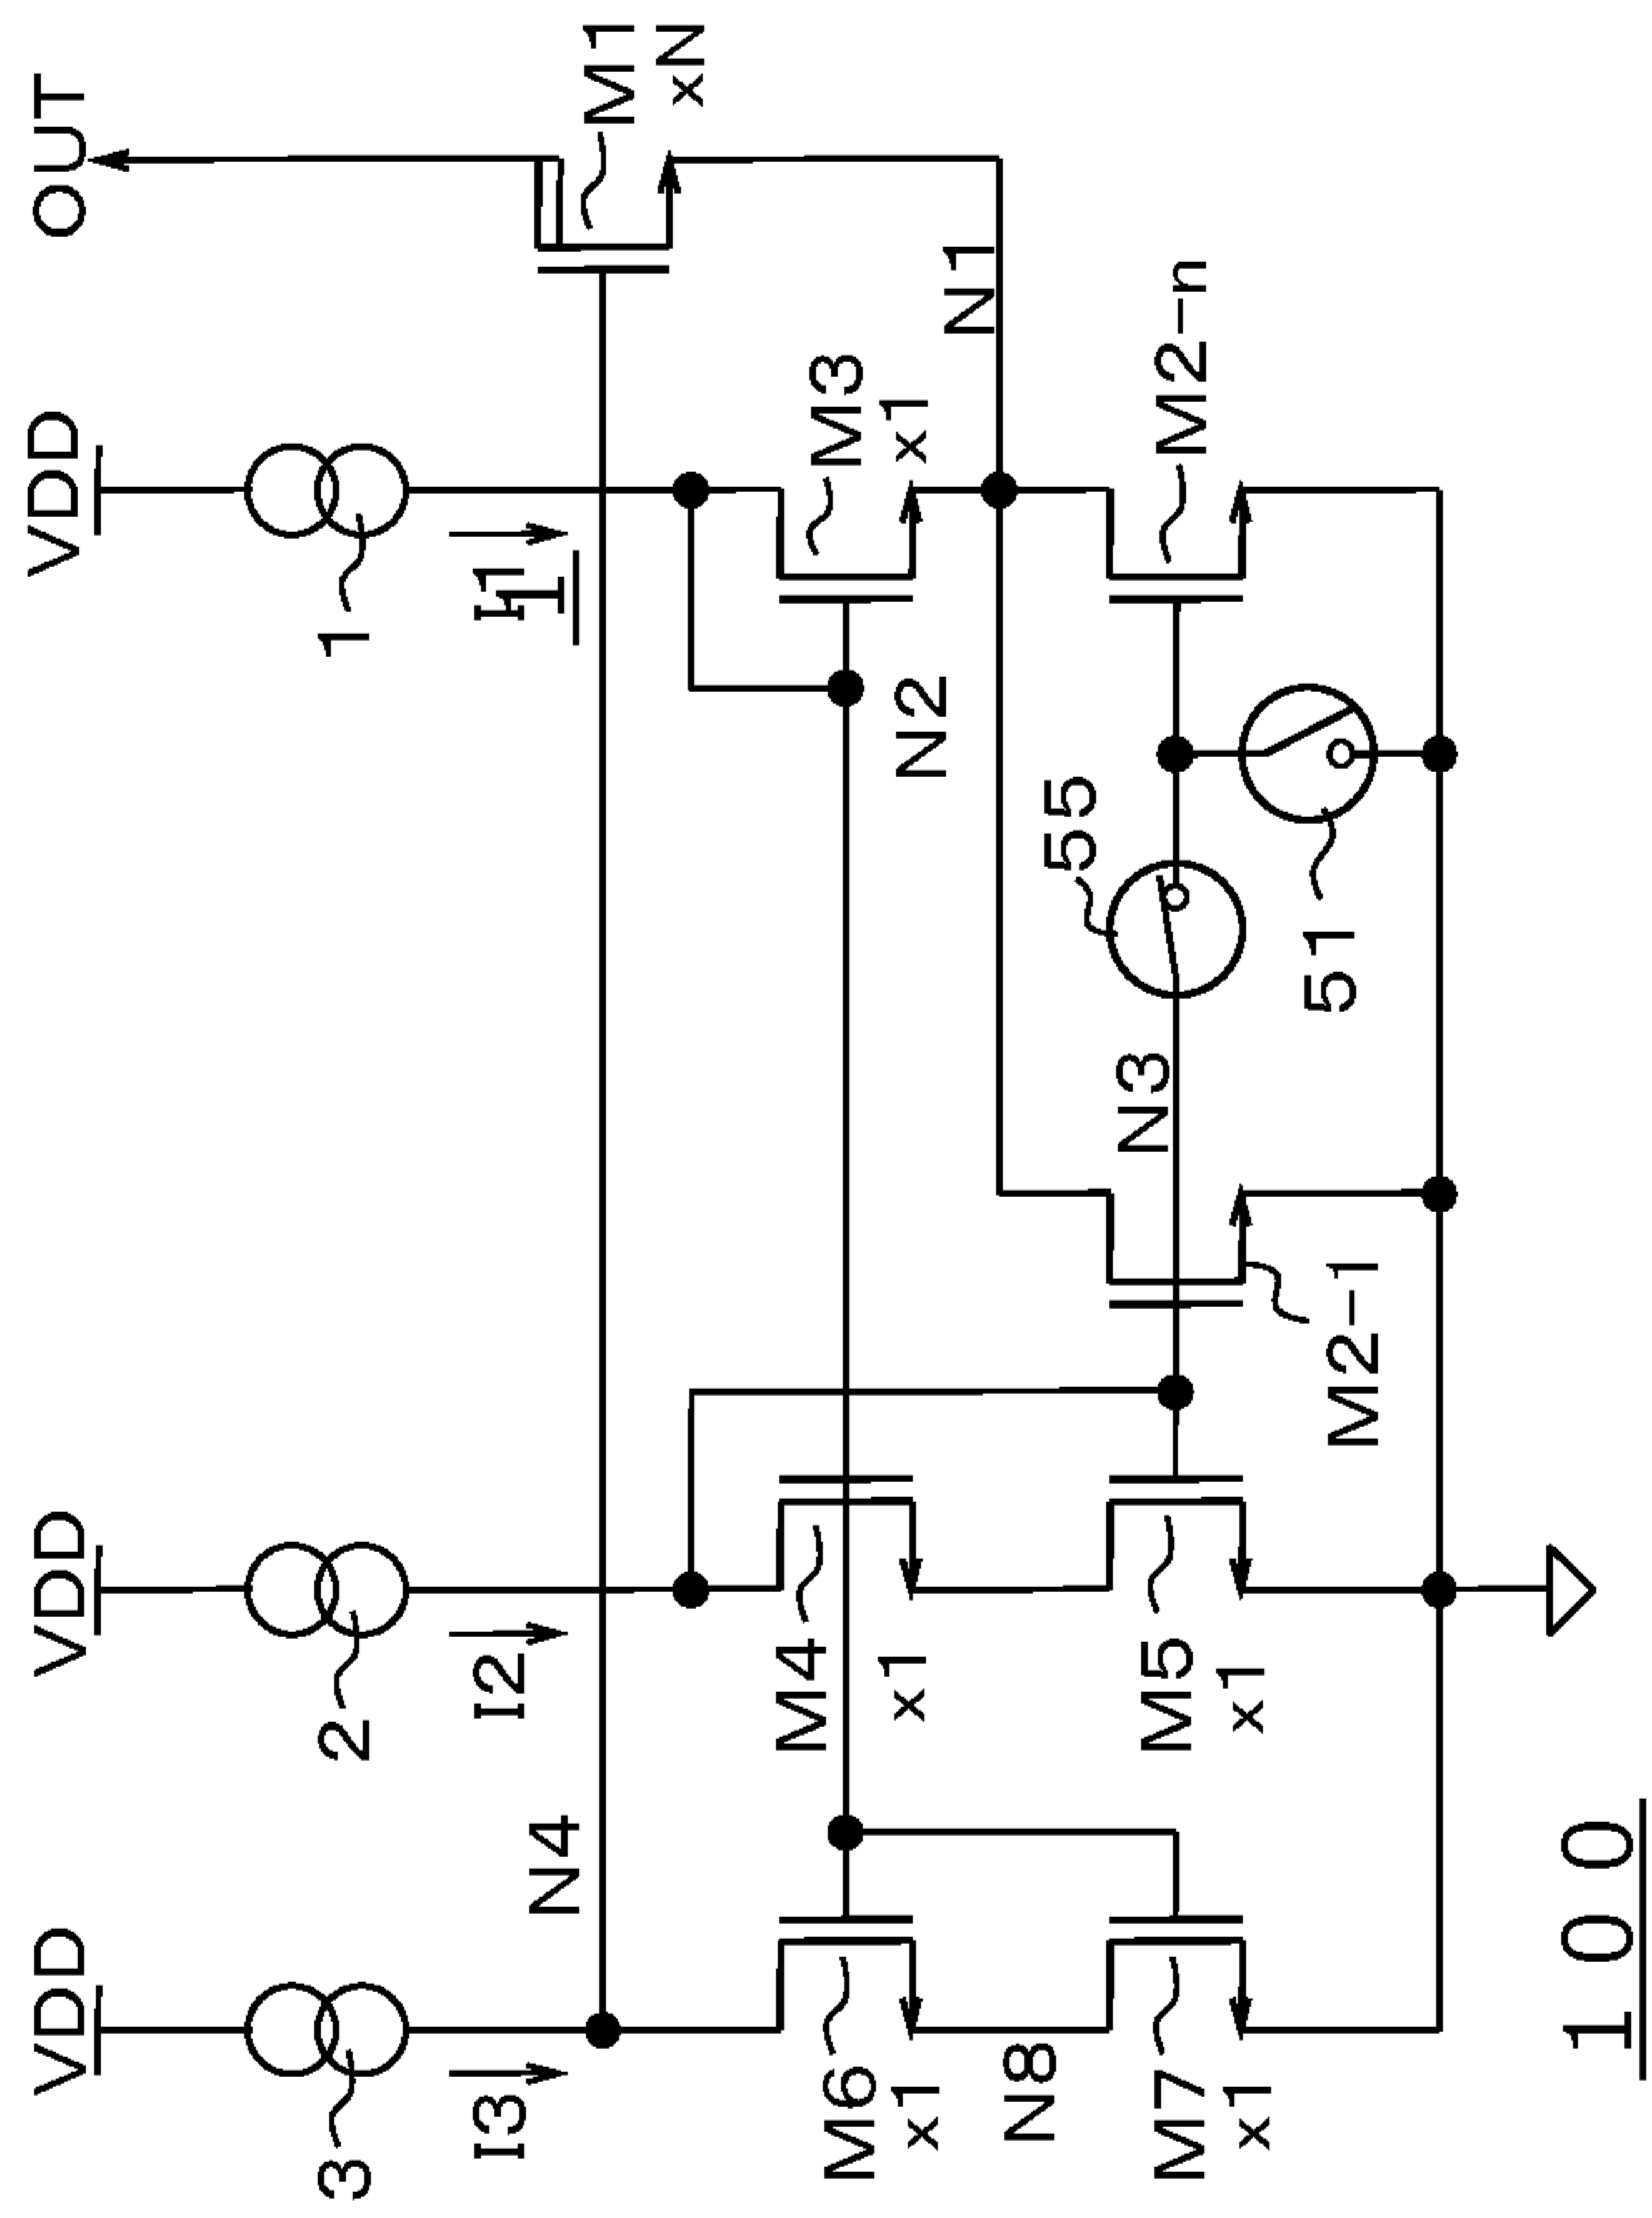 OUT
VDD
VDD
VDD
M1
xN
1
I1
1
M3
x1
N1
M2-n
N2
55
51
N3
M2-1
2
I2
M4
x1
M5
x1
N4
3
I3
M6
x1
N8
M7
x1
100